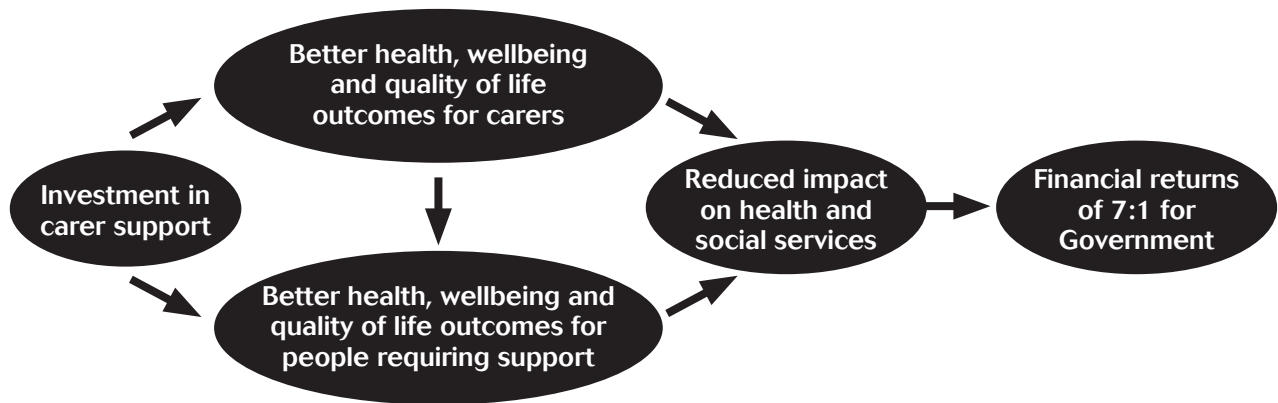 Better health, wellbeing
and quality of life
outcomes for carers
Investment in
carer support
Better health, wellbeing and
quality of life outcomes for
people requiring support
Reduced impact
on health and
social services
Financial returns
of 7:1 for
Government